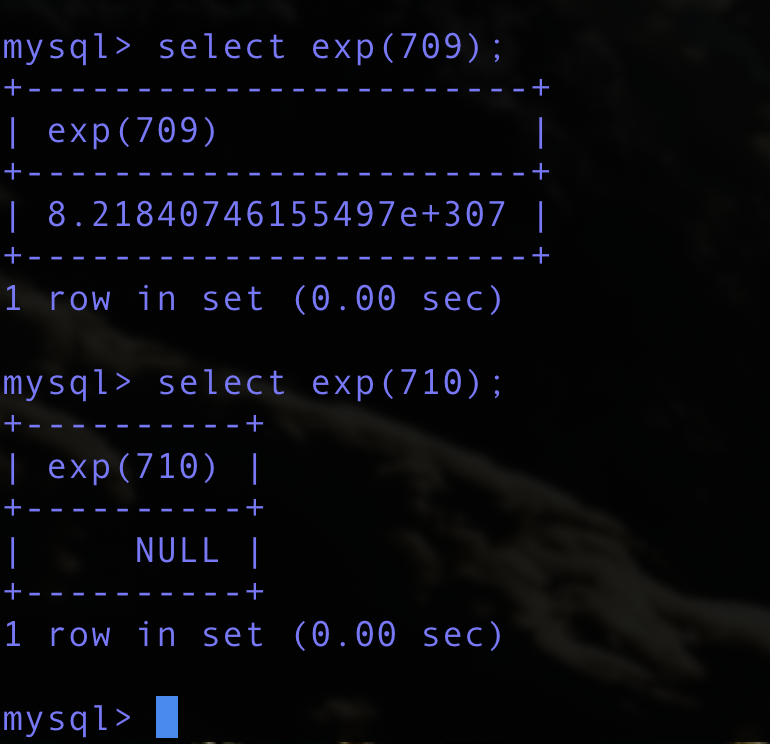 mysql> select exp(709);
+-----------------------+
| exp(709)              |
+-----------------------+
| 8.21840746155497e+307 |
+-----------------------+
1 row in set (0.00 sec)

mysql> select exp(710);
+----------+
| exp(710) |
+----------+
|     NULL |
+----------+
1 row in set (0.00 sec)

mysql>